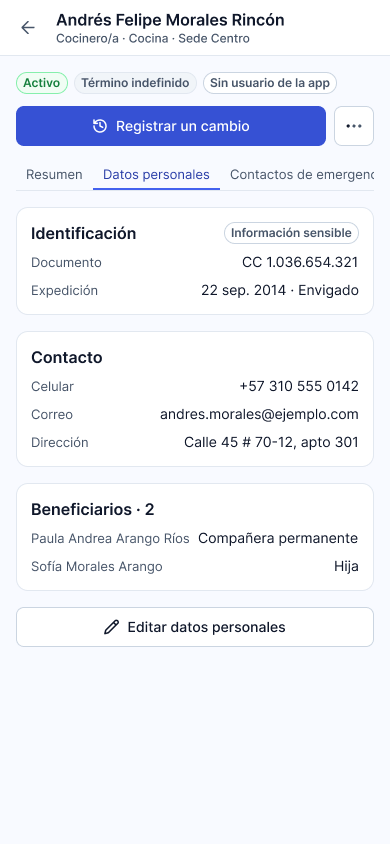 Andrés Felipe Morales Rincón
Cocinero/a · Cocina · Sede Centro
Activo
Término indefinido
Sin usuario de la app
Registrar un cambio
Resumen
Datos personales
Contactos de emergenc
Identificación
Información sensible
Documento CC 1.036.654.321
Expedición 22 sep. 2014 · Envigado
Contacto
Celular +57 310 555 0142
Correo andres.morales@ejemplo.com
Dirección Calle 45 # 70-12, apto 301
Beneficiarios · 2
Paula Andrea Arango Ríos Compañera permanente
Sofía Morales Arango Hija
Editar datos personales